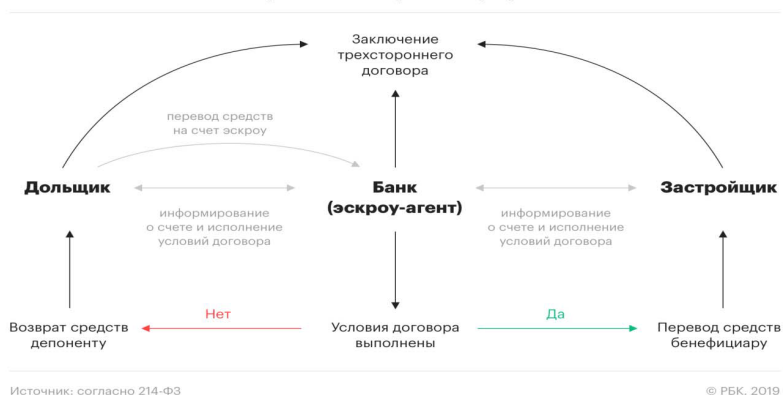 Заключение
трехстороннего
договора
перевод средств
на счет эскроу
Дольщик
Банк
(эскроу-агент)
Застройщик
информирование
о счете и исполнение
условий договора
информирование
о счете и исполнение
условий договора
Нет
Да
Возврат средств
депоненту
Условия договора
выполнены
Перевод средств
бенефициару
Источник: согласно 214-ФЗ
© РБК, 2019